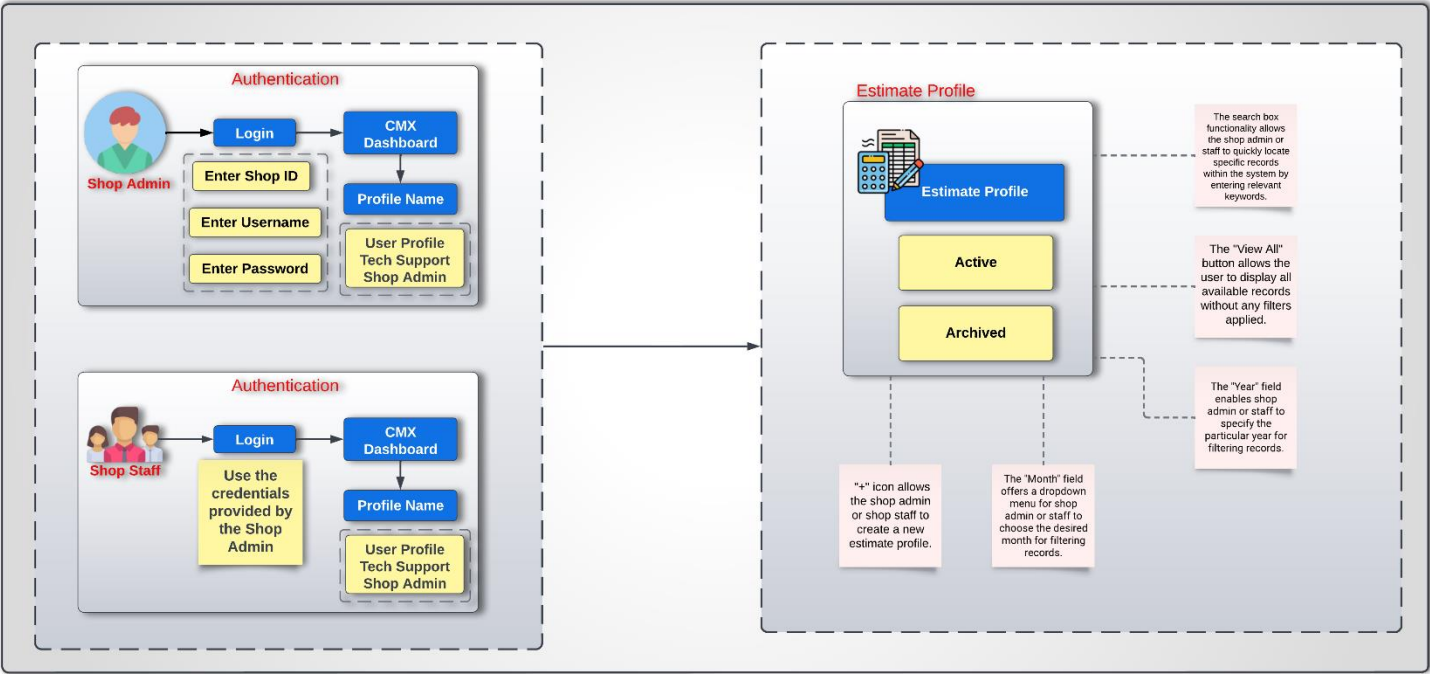 Authentication
Shop Admin
Login
Enter Shop ID
Enter Username
Enter Password
CMX
Dashboard
Profile Name
User Profile
Tech Support
Shop Admin
Authentication
Shop Staff
Login
Use the
credentials
provided by
the Shop
Admin
CMX
Dashboard
Profile Name
User Profile
Tech Support
Shop Admin
Estimate Profile
Estimate Profile
Active
Archived
The search box
functionality allows
the shop admin or
staff to quickly locate
specific records
within the system by
entering relevant
keywords.
The "View All"
button allows the
user to display all
available records
without any filters
applied.
The "Year" field
enables shop
admin or staff to
specify the
particular year for
filtering records.
"+" icon allows
the shop admin
or shop staff to
create a new
estimate profile.
The "Month" field
offers a dropdown
menu for shop
admin or staff to
choose the desired
month for filtering
records.